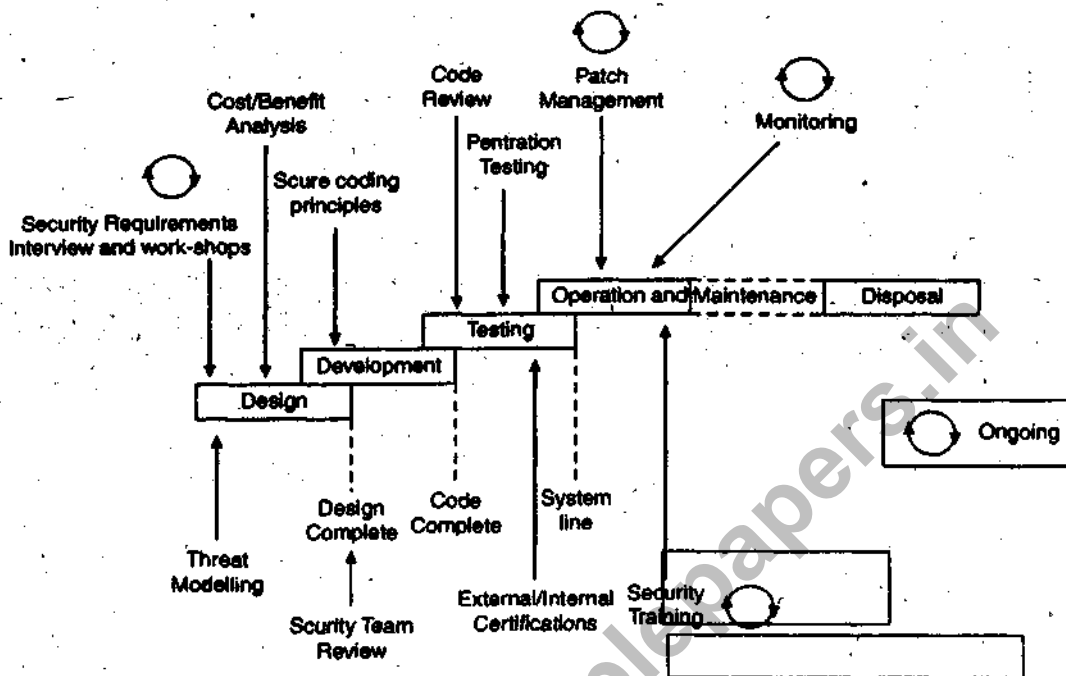 Code
Review
Patch
Management
Cost/Benefit
Analysis
Monitoring
Pentration
Testing
Scure coding
principles
Security Requirements
Interview and work-shops
Operation and Maintenance
Disposal
Testing
Development
Design
Ongoing
Design
Complete
Code
Complete
System
line
Threat
Modelling
External/Internal
Certifications
Security
Training
Scurity Team
Review